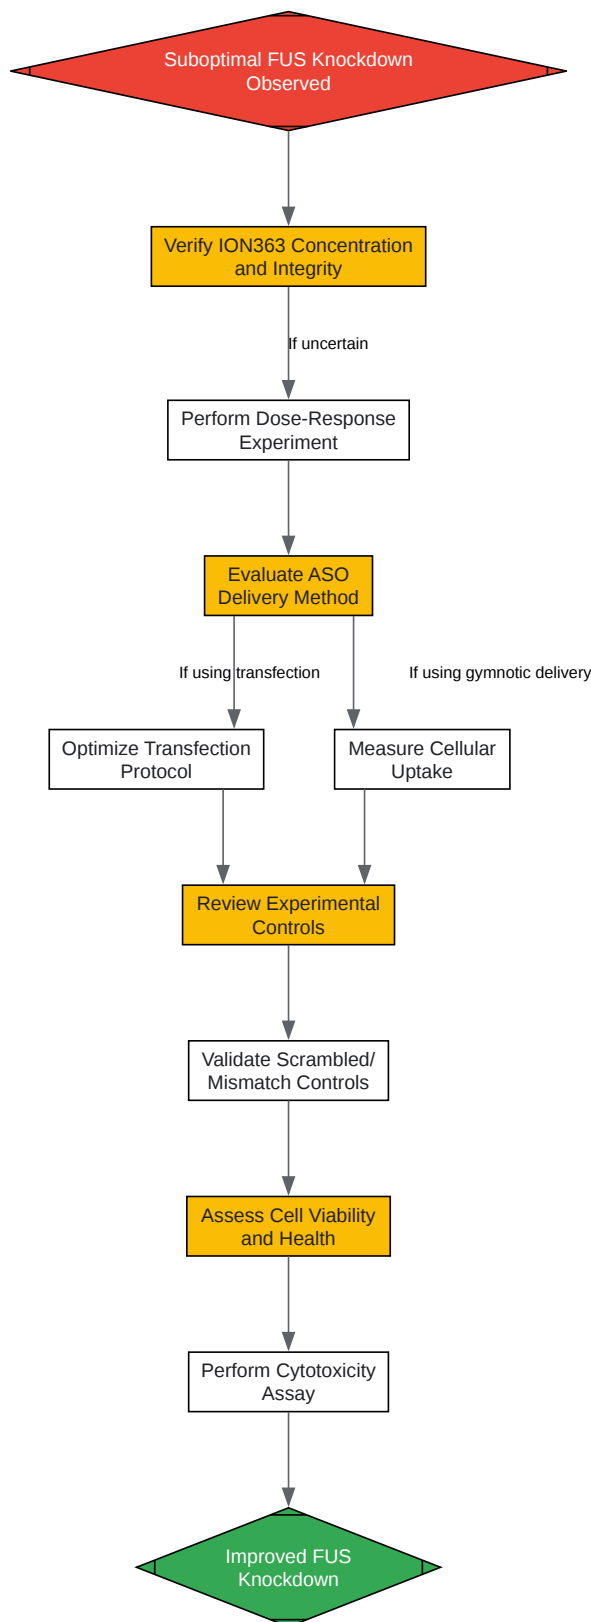 Suboptimal FUS Knockdown
Observed
Verify ION363 Concentration
and Integrity
If uncertain
Perform Dose-Response
Experiment
Evaluate ASO
Delivery Method
If using transfection
If using gymnotic delivery
Optimize Transfection
Protocol
Measure Cellular
Uptake
Review Experimental
Controls
Validate Scrambled/
Mismatch Controls
Assess Cell Viability
and Health
Perform Cytotoxicity
Assay
Improved FUS
Knockdown